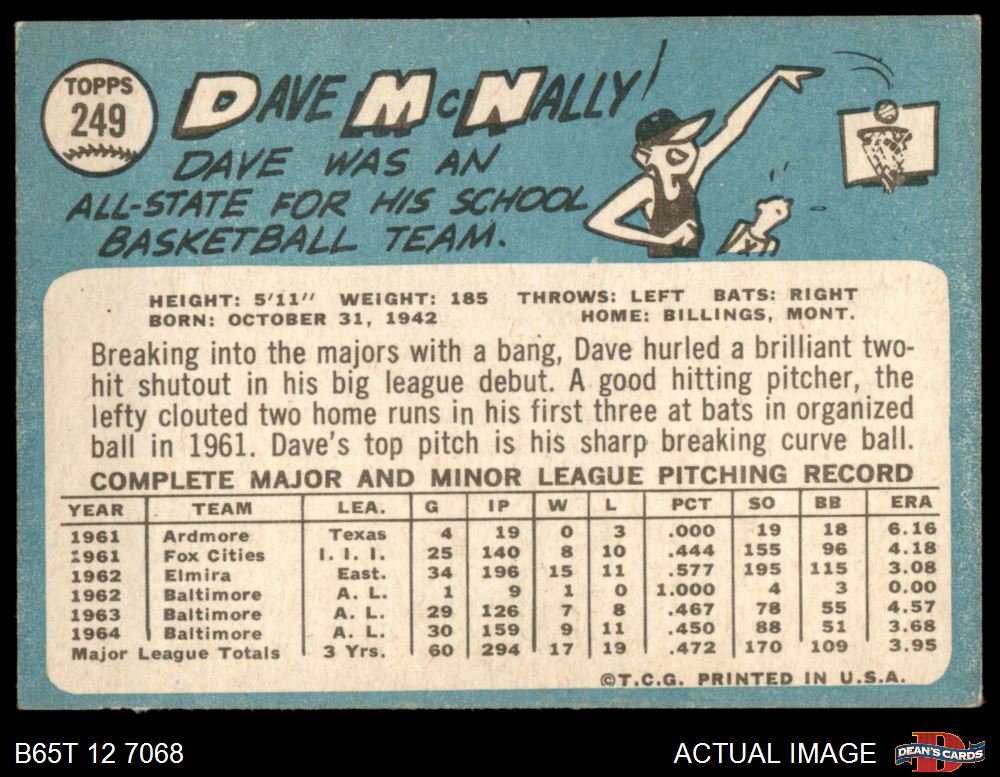 TOPPS
249
DAVE McNALLY
DAVE WAS AN
ALL-STATE FOR HIS SCHOOL
BASKETBALL TEAM.
HEIGHT: 5'11" WEIGHT: 185 THROWS: LEFT BATS: RIGHT
BORN: OCTOBER 31, 1942 HOME: BILLINGS, MONT.
Breaking into the majors with a bang, Dave hurled a brilliant two-
hit shutout in his big league debut. A good hitting pitcher, the
lefty clouted two home runs in his first three at bats in organized
ball in 1961. Dave's top pitch is his sharp breaking curve ball.
COMPLETE MAJOR AND MINOR LEAGUE PITCHING RECORD
YEAR TEAM LEA. G IP W L PCT SO BB ERA
1961 Ardmore Texas 4 19 0 3 .000 19 18 6.16
1961 Fox Cities I. I. I. 25 140 8 10 .444 155 96 4.18
1962 Elmira East. 34 196 15 11 .577 195 115 3.08
1962 Baltimore A. L. 1 9 1 0 1.000 4 3 0.00
1963 Baltimore A. L. 29 126 7 8 .467 78 55 4.57
1964 Baltimore A. L. 30 159 9 11 .450 88 51 3.68
Major League Totals 3 Yrs. 60 294 17 19 .472 170 109 3.95
©T.C.G. PRINTED IN U.S.A.
B65T 12 7068
ACTUAL IMAGE
DEAN'S CARDS